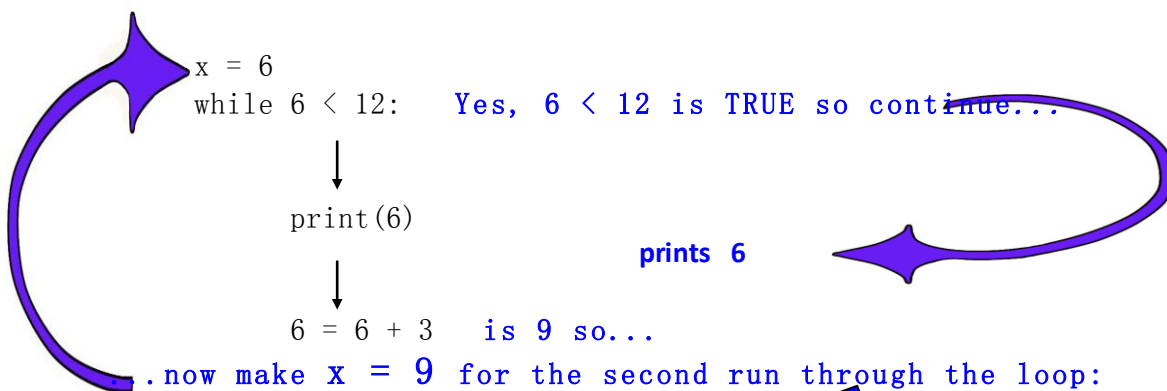 x = 6
while 6 < 12: Yes, 6 < 12 is TRUE so continue...
print(6)
prints 6
6 = 6 + 3 is 9 so...
...now make x = 9 for the second run through the loop: